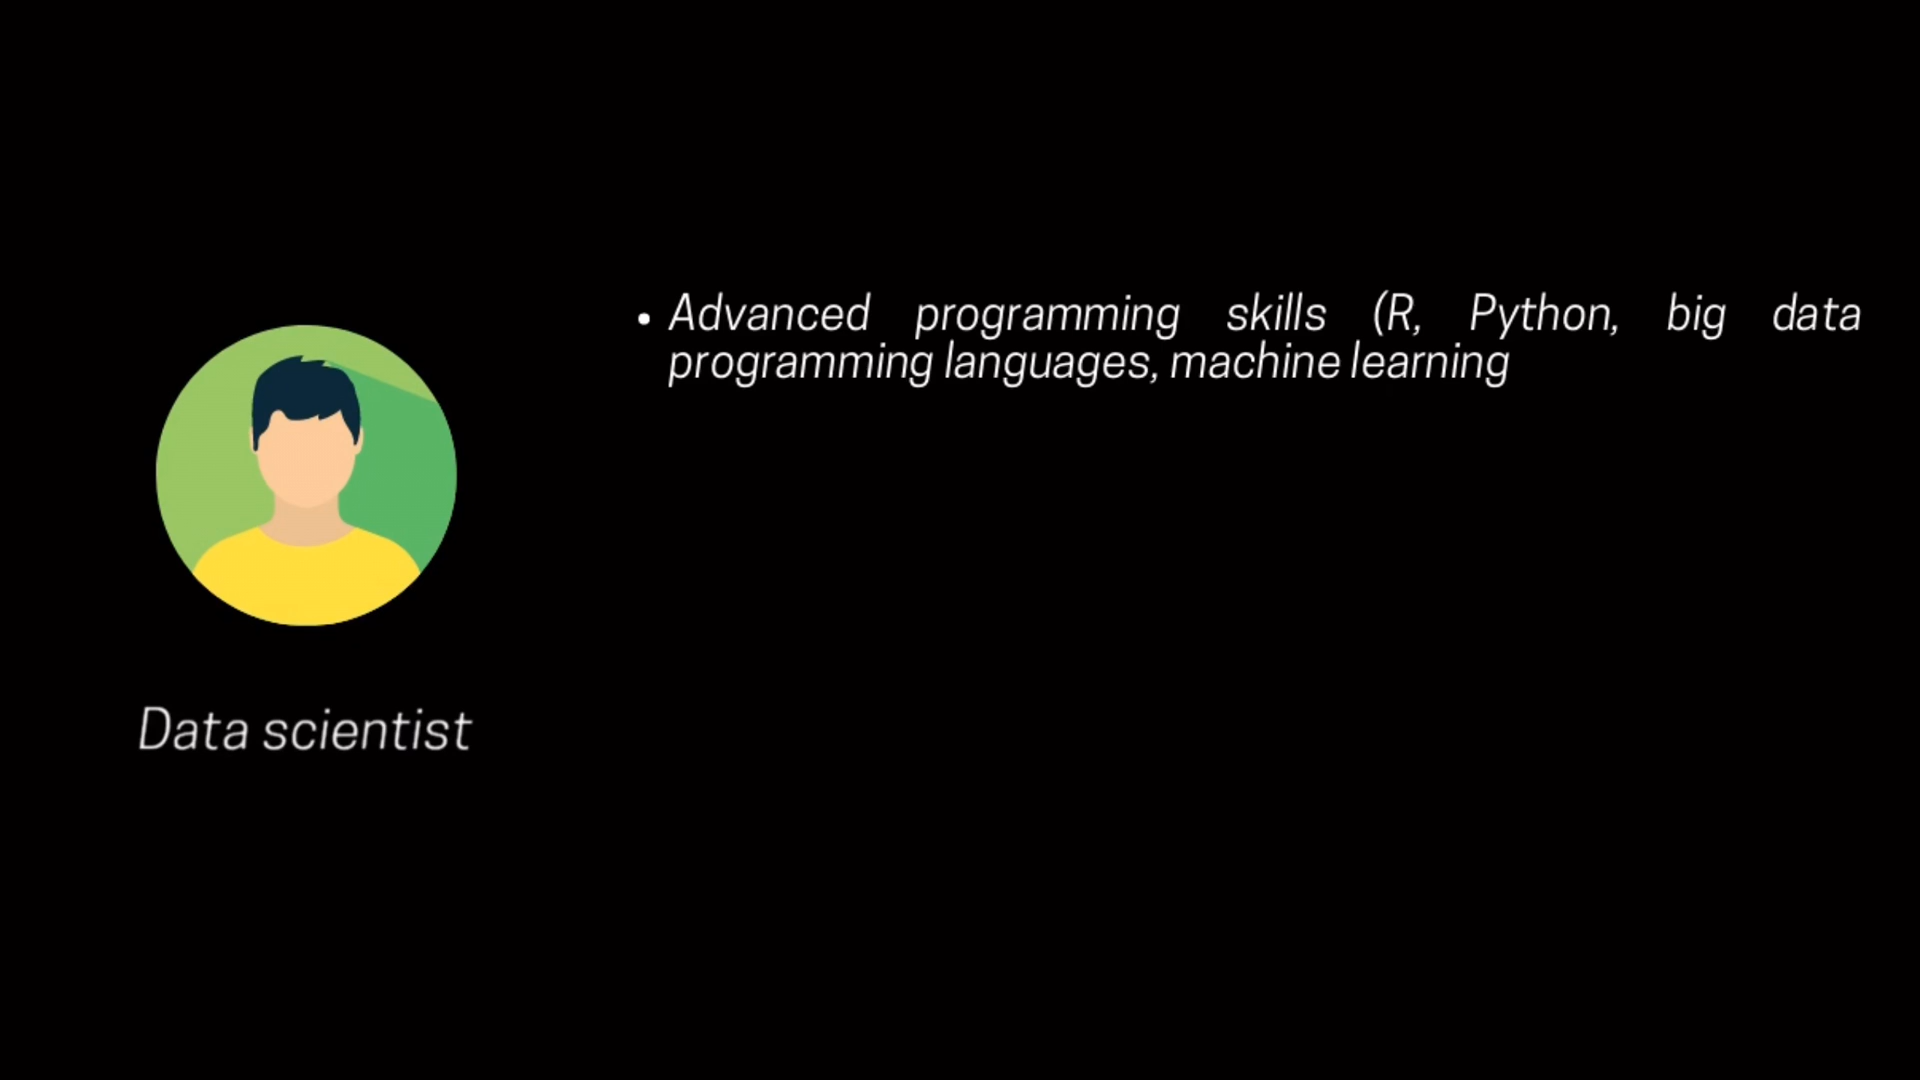 • Advanced programming skills (R, Python, big data
programming languages, machine learning
Data scientist